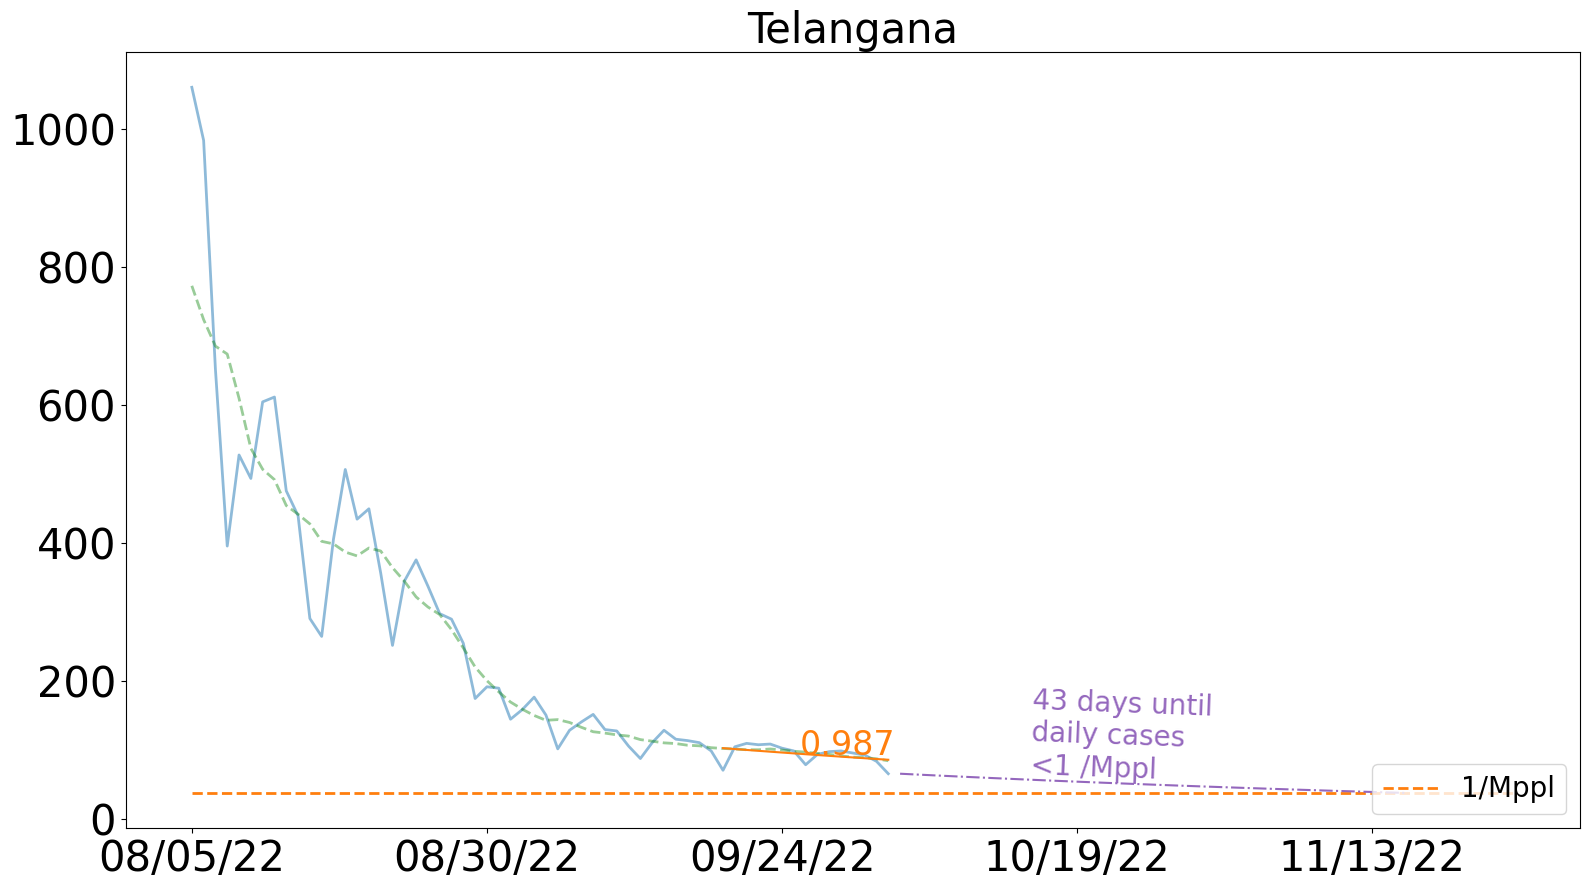 Telangana
1000
800
600
400
200
0
0.987
43 days until
daily cases
<1 /Mppl
1/Mppl
08/05/22
08/30/22
09/24/22
10/19/22
11/13/22